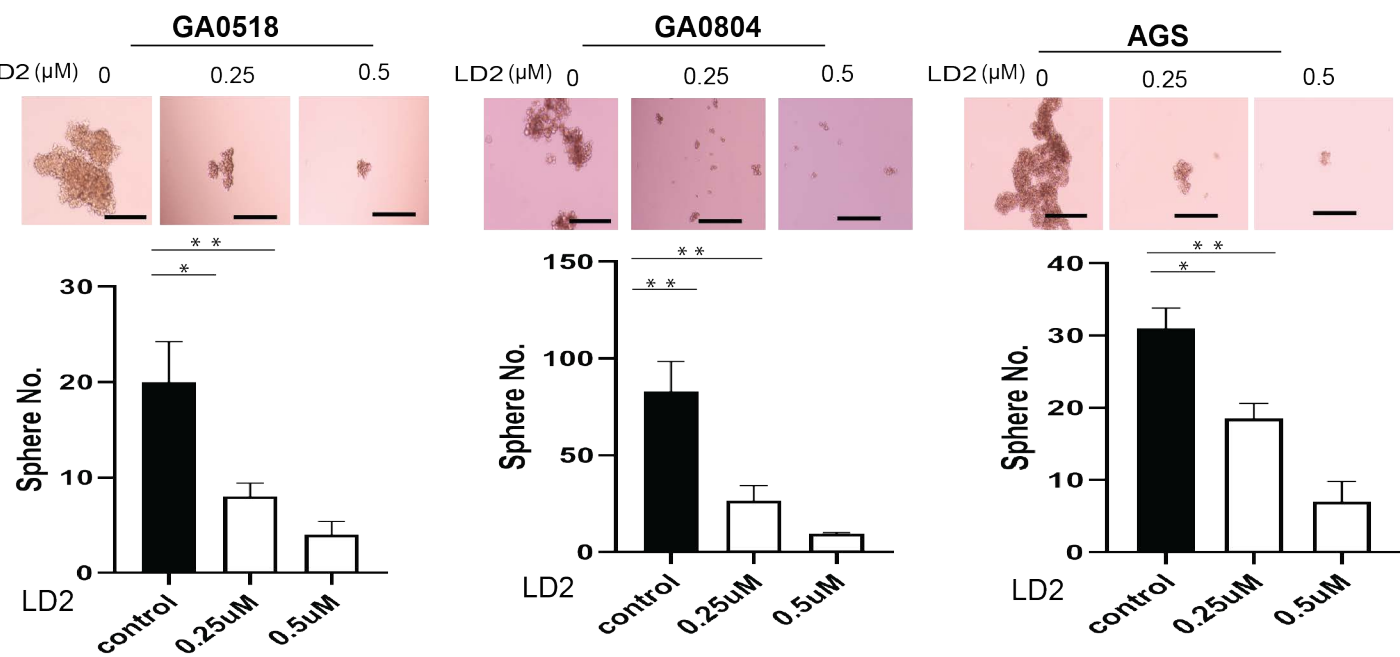 GA0518
D2 (µM) 0 0.25 0.5
* *
*
30
20
10
0
Sphere No.
LD2
control
0.25uM
0.5uM
GA0804
LD2 (µM) 0 0.25 0.5
* *
* *
150
100
50
0
Sphere No.
LD2
control
0.25uM
0.5uM
AGS
LD2 (µM) 0 0.25 0.5
* *
*
40
30
20
10
0
Sphere No.
LD2
control
0.25uM
0.5uM